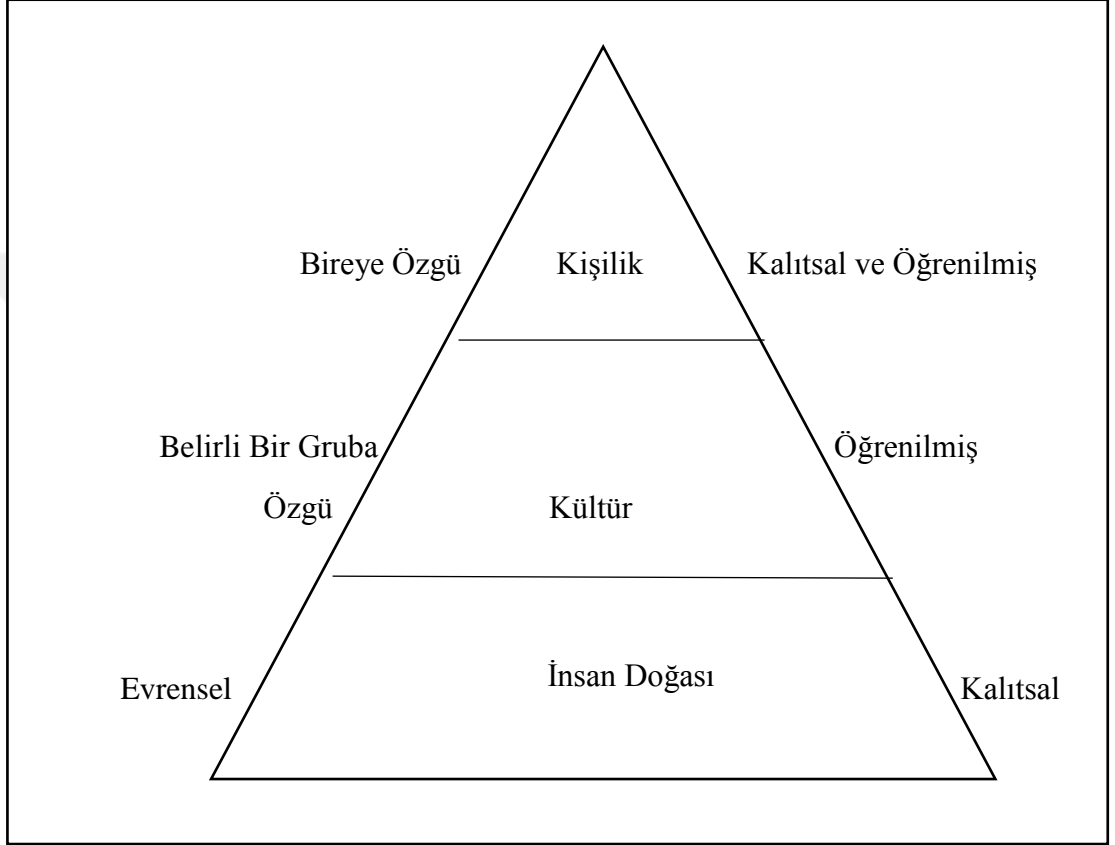 Bireye Özgü
Kişilik
Kalıtsal ve Öğrenilmiş
Belirli Bir Gruba
Özgü
Kültür
Öğrenilmiş
Evrensel
İnsan Doğası
Kalıtsal